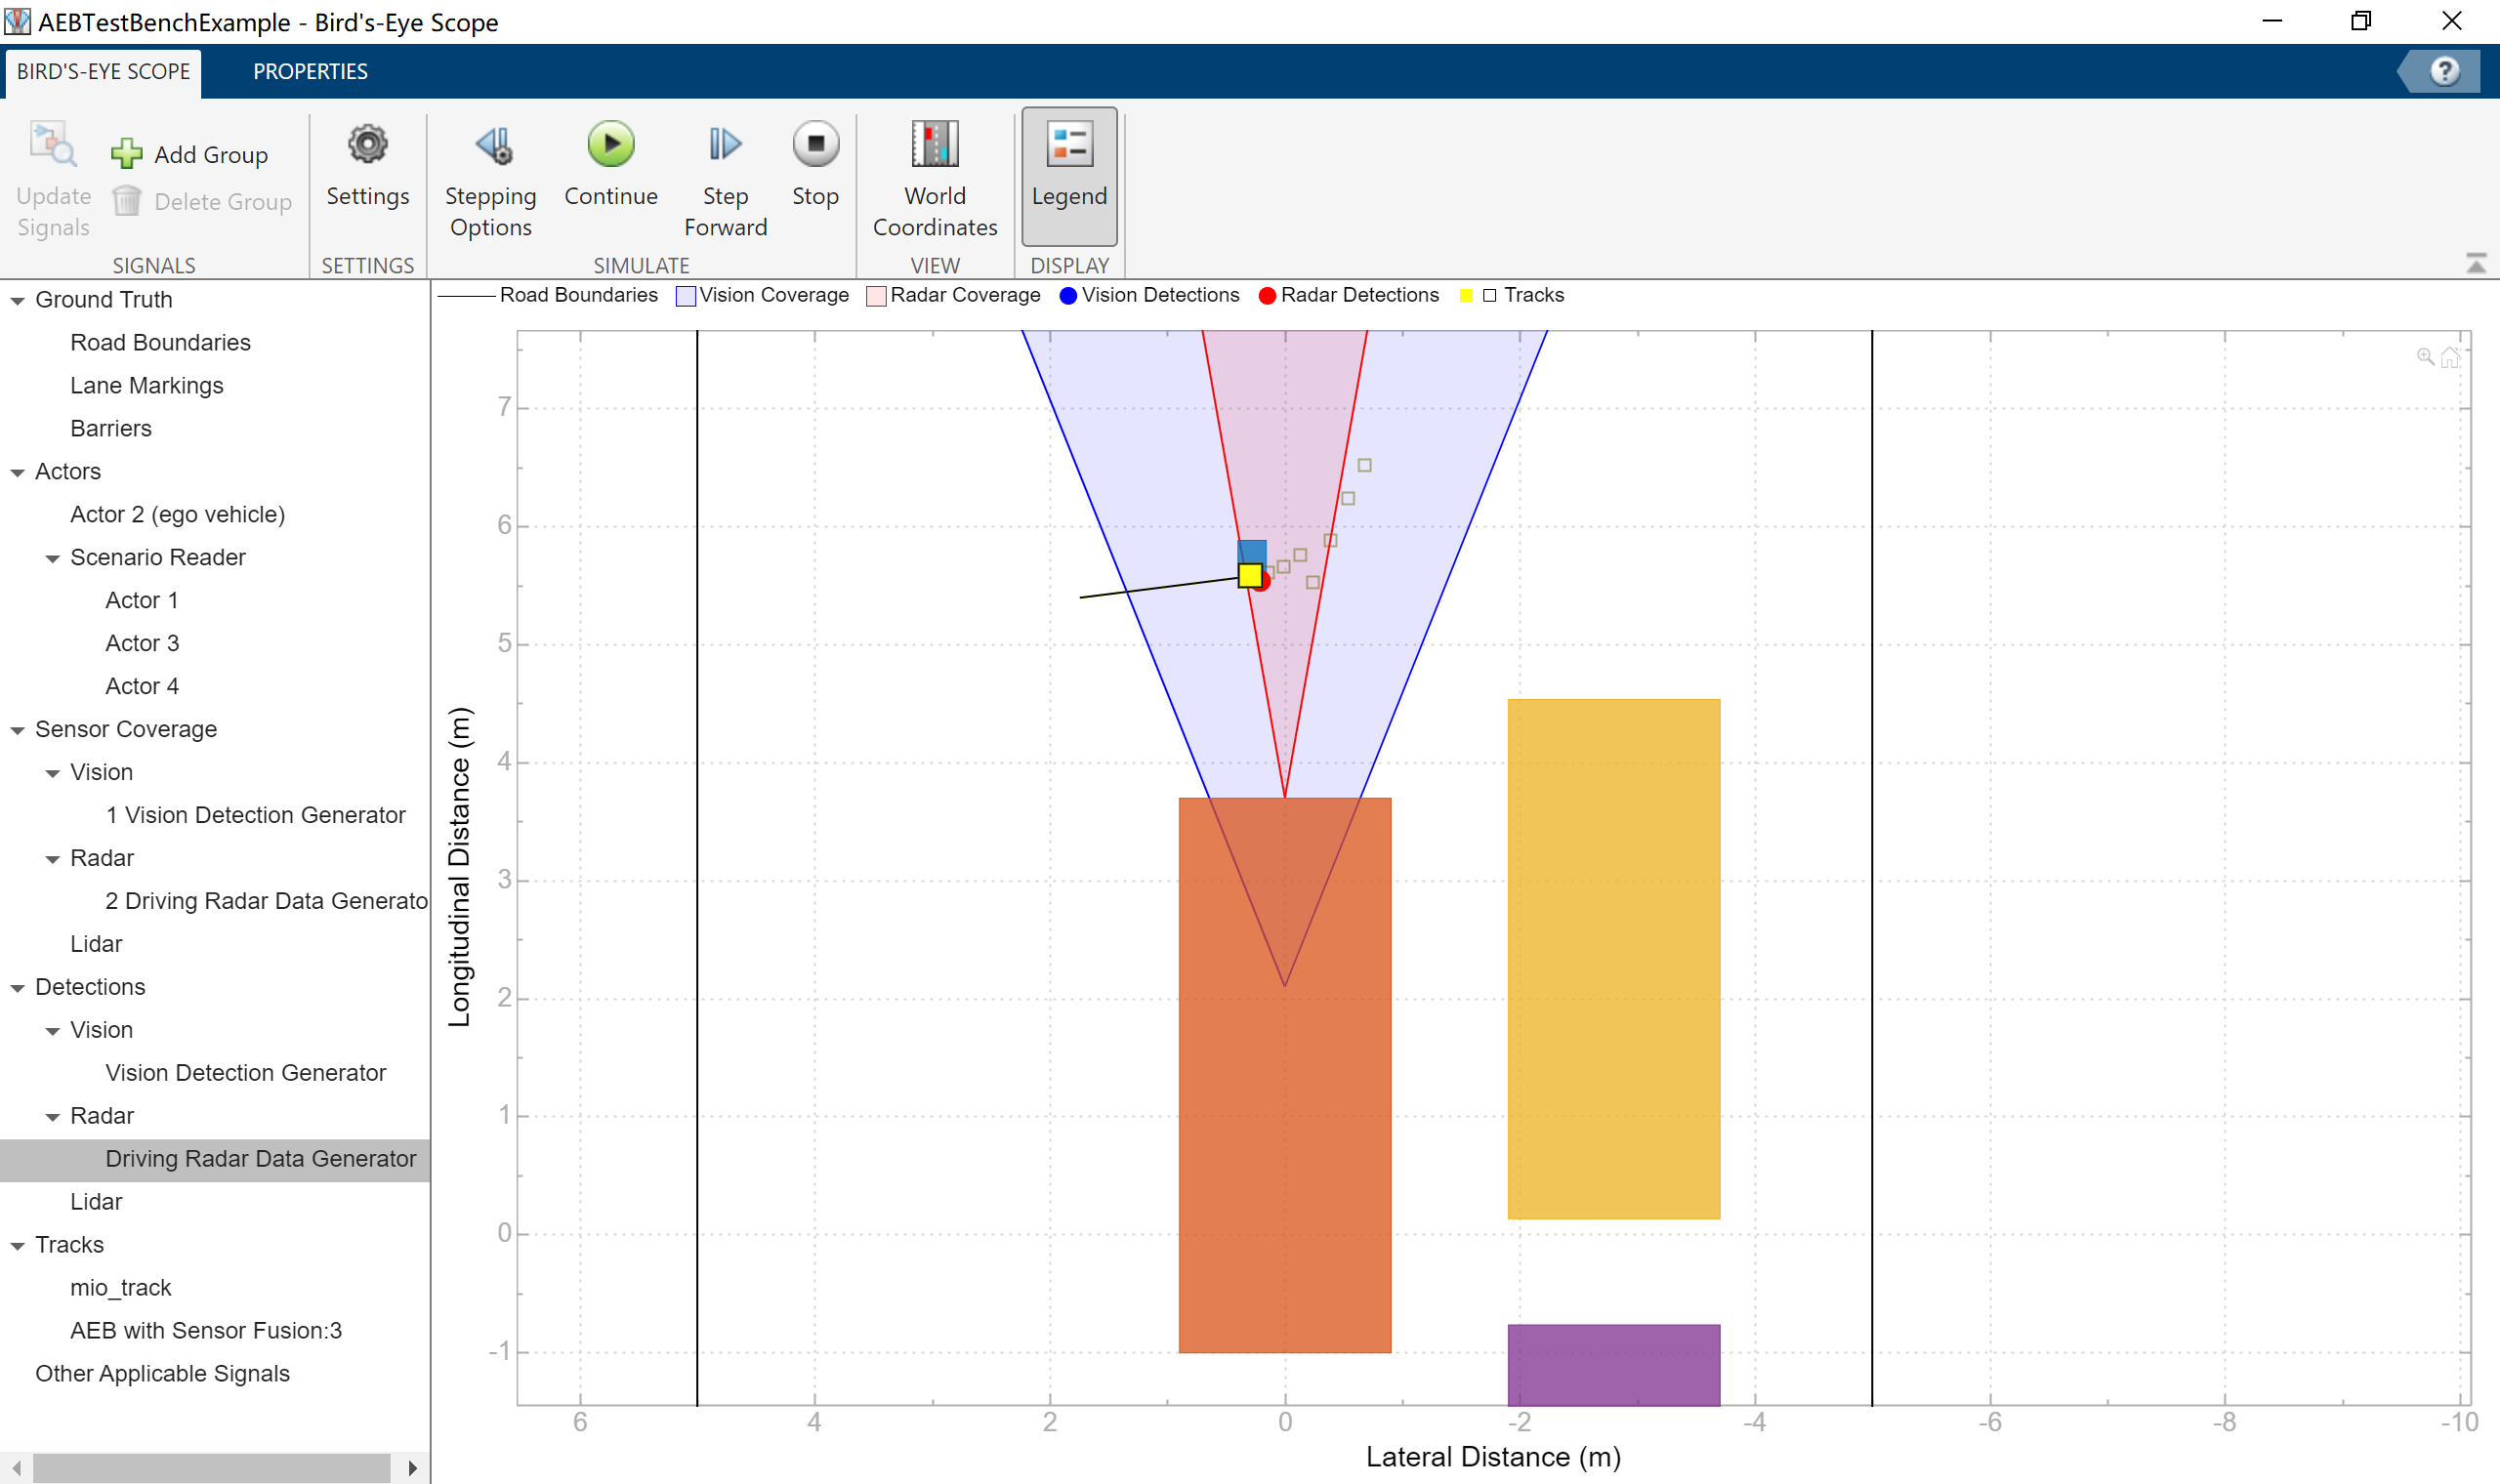 AEBTestBenchExample - Bird's-Eye Scope
BIRD'S-EYE SCOPE
PROPERTIES
?
Update
Signals
Add Group
Delete Group
SIGNALS
Settings
SETTINGS
Stepping
Options
Continue
Step
Forward
Stop
SIMULATE
World
Coordinates
VIEW
Legend
DISPLAY
Ground Truth
Road Boundaries
Lane Markings
Barriers
Actors
Actor 2 (ego vehicle)
Scenario Reader
Actor 1
Actor 3
Actor 4
Sensor Coverage
Vision
1 Vision Detection Generator
Radar
2 Driving Radar Data Generato
Lidar
Detections
Vision
Vision Detection Generator
Radar
Driving Radar Data Generator
Lidar
Tracks
mio_track
AEB with Sensor Fusion:3
Other Applicable Signals
Road Boundaries Vision Coverage Radar Coverage Vision Detections Radar Detections Tracks
Longitudinal Distance (m)
7
6
5
4
3
2
1
0
-1
6 4 2 0 -2 -4 -6 -8 -10
Lateral Distance (m)